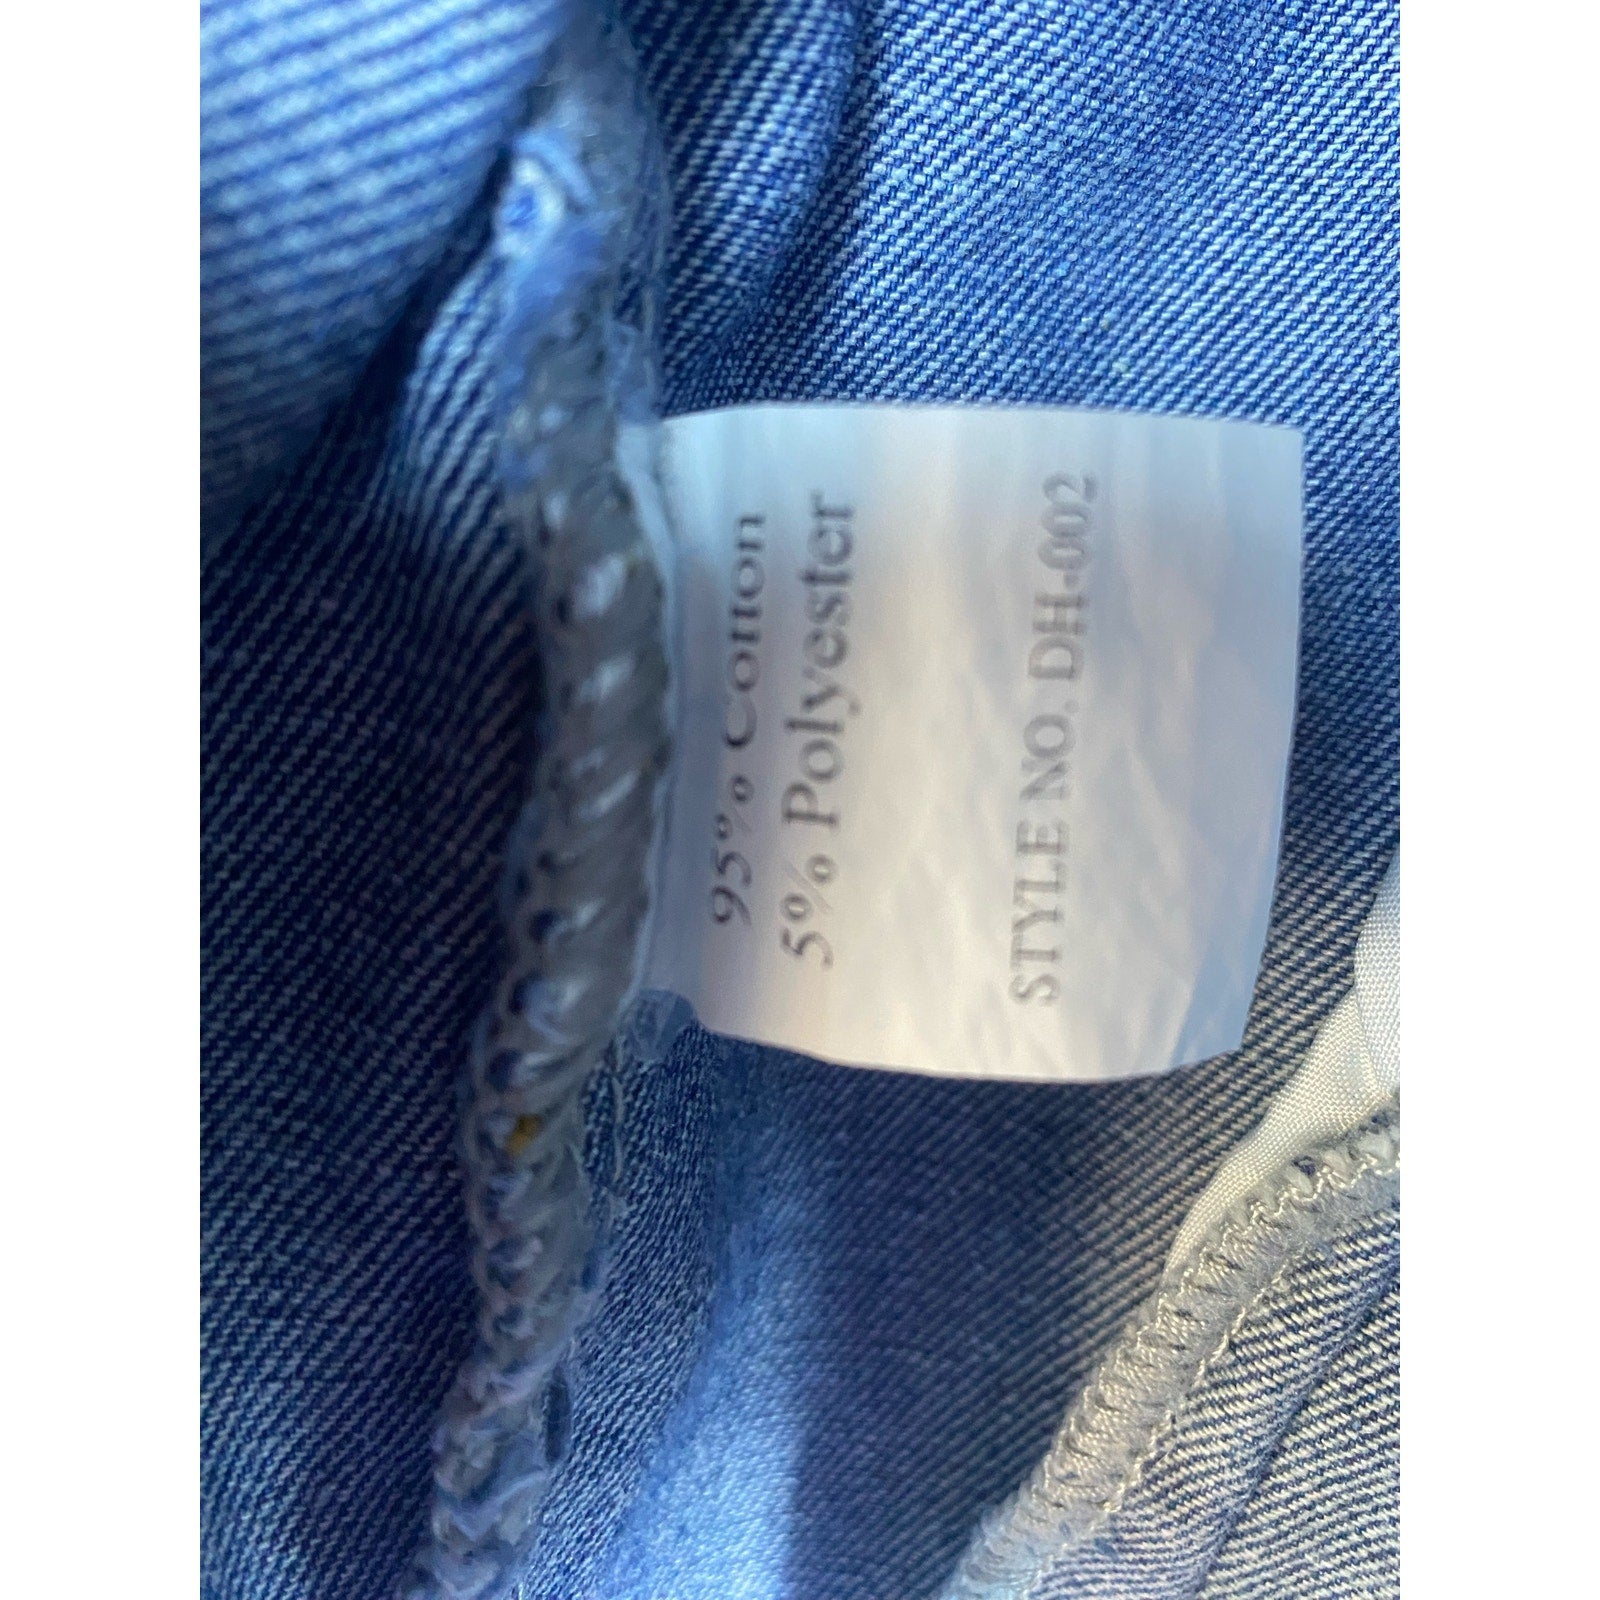 95% Cotton
5% Polyester
STYLE NO. DH-002